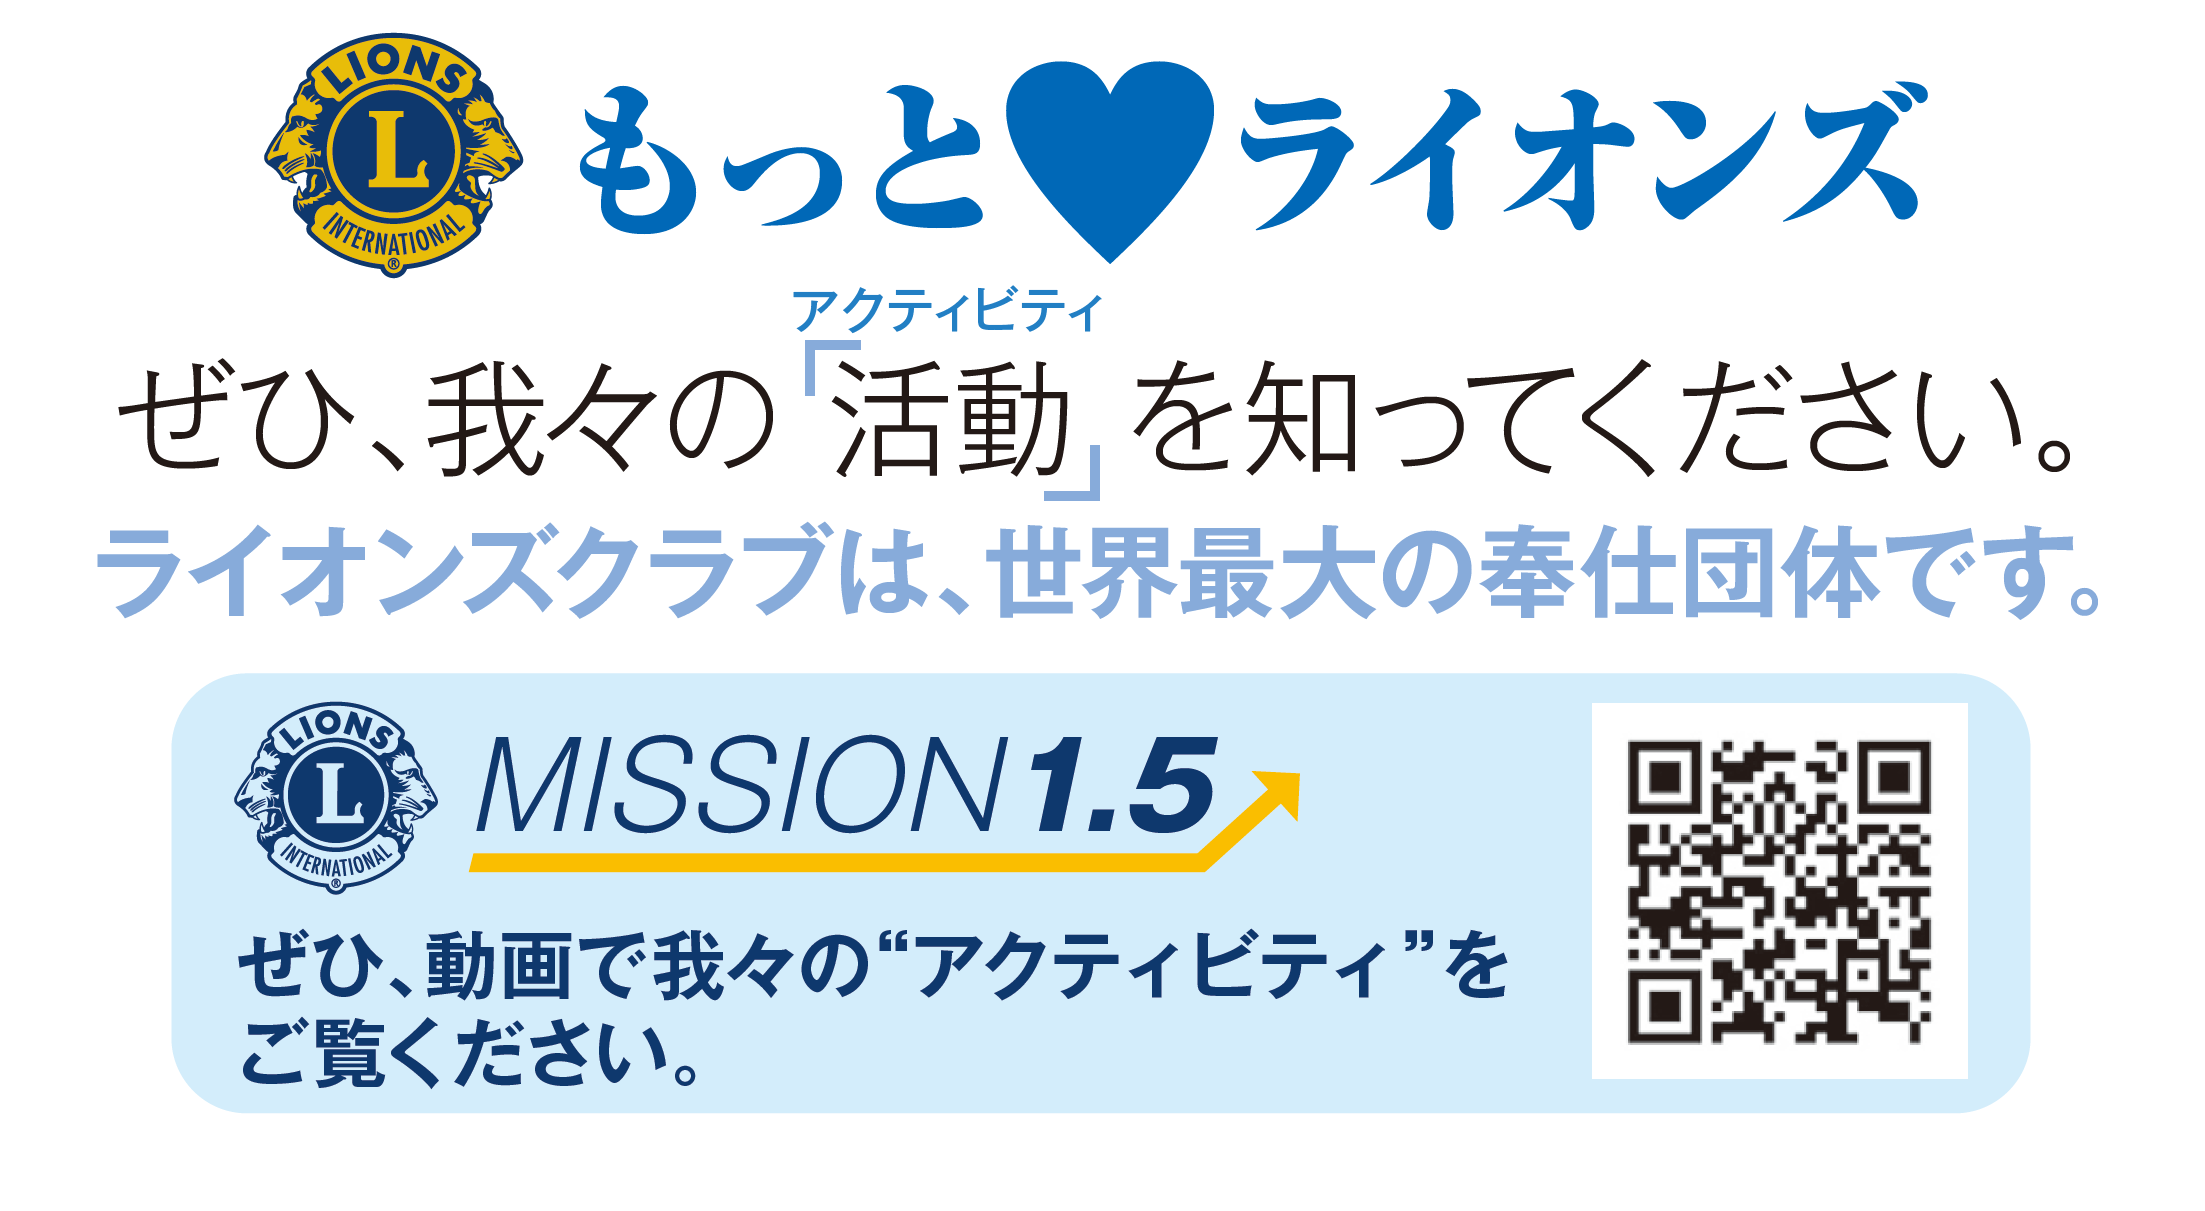 LIONS
L
INTERNATIONAL
®
もっと♥ライオンズ
アクティビティ
ぜひ、我々の「活動」を知ってください。
ライオンズクラブは、世界最大の奉仕団体です。
LIONS
L
INTERNATIONAL
®
MISSION 1.5
ぜひ、動画で我々の“アクティビティ”を
ご覧ください。